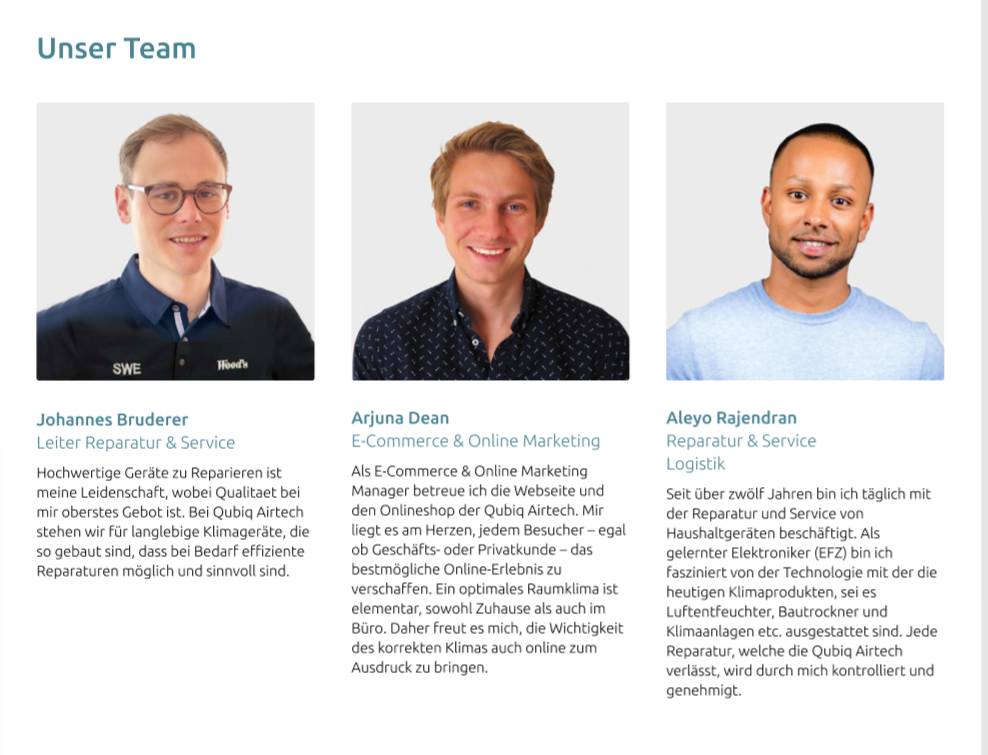 Unser Team
SWE
Wood's
Johannes Bruderer
Leiter Reparatur & Service
Hochwertige Geräte zu Reparieren ist
meine Leidenschaft, wobei Qualitaet bei
mir oberstes Gebot ist. Bei Qubiq Airtech
stehen wir für langlebige Klimageräte, die
so gebaut sind, dass bei Bedarf effiziente
Reparaturen möglich und sinnvoll sind.
Arjuna Dean
E-Commerce & Online Marketing
Als E-Commerce & Online Marketing
Manager betreue ich die Webseite und
den Onlineshop der Qubiq Airtech. Mir
liegt es am Herzen, jedem Besucher – egal
ob Geschäfts- oder Privatkunde – das
bestmögliche Online-Erlebnis zu
verschaffen. Ein optimales Raumklima ist
elementar, sowohl Zuhause als auch im
Büro. Daher freut es mich, die Wichtigkeit
des korrekten Klimas auch online zum
Ausdruck zu bringen.
Aleyo Rajendran
Reparatur & Service
Logistik
Seit über zwölf Jahren bin ich täglich mit
der Reparatur und Service von
Haushaltgeräten beschäftigt. Als
gelernter Elektroniker (EFZ) bin ich
fasziniert von der Technologie mit der die
heutigen Klimaprodukten, sei es
Luftentfeuchter, Bautrockner und
Klimaanlagen etc. ausgestattet sind. Jede
Reparatur, welche die Qubiq Airtech
verlässt, wird durch mich kontrolliert und
genehmigt.